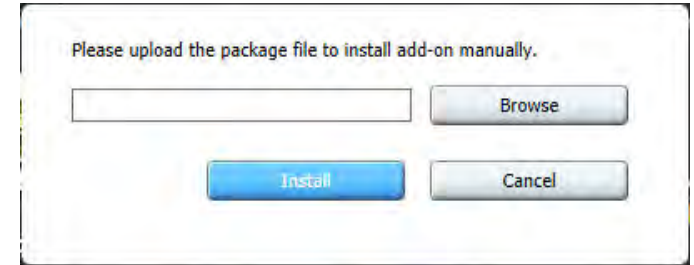 Please upload the package file to install add-on manually.
Browse
Install
Cancel